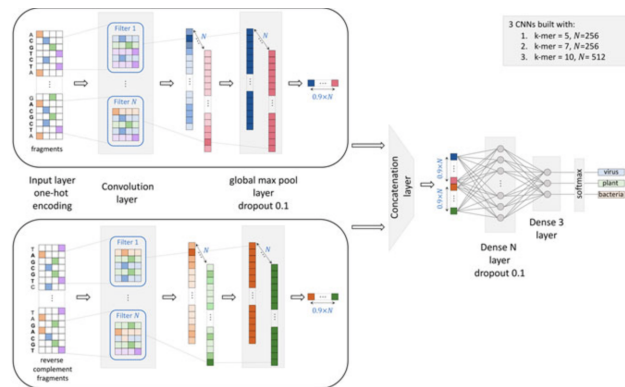 3 CNNs built with:
1. k-mer = 5, N=256
2. k-mer = 7, N=256
3. k-mer = 10, N= 512
A
C
G
T
C
T
A
G
A
C
G
C
T
A
fragments
Filter 1
Filter N
N
N
0.9×N
Input layer
one-hot
encoding
Convolution
layer
global max pool
layer
dropout 0.1
T
A
G
C
G
T
C
T
A
G
A
C
G
T
reverse
complement
fragments
Filter 1
Filter N
N
N
0.9×N
Concatenation
layer
0.9×N
0.9×N
Dense N
layer
dropout 0.1
Dense 3
layer
softmax
virus
plant
bacteria